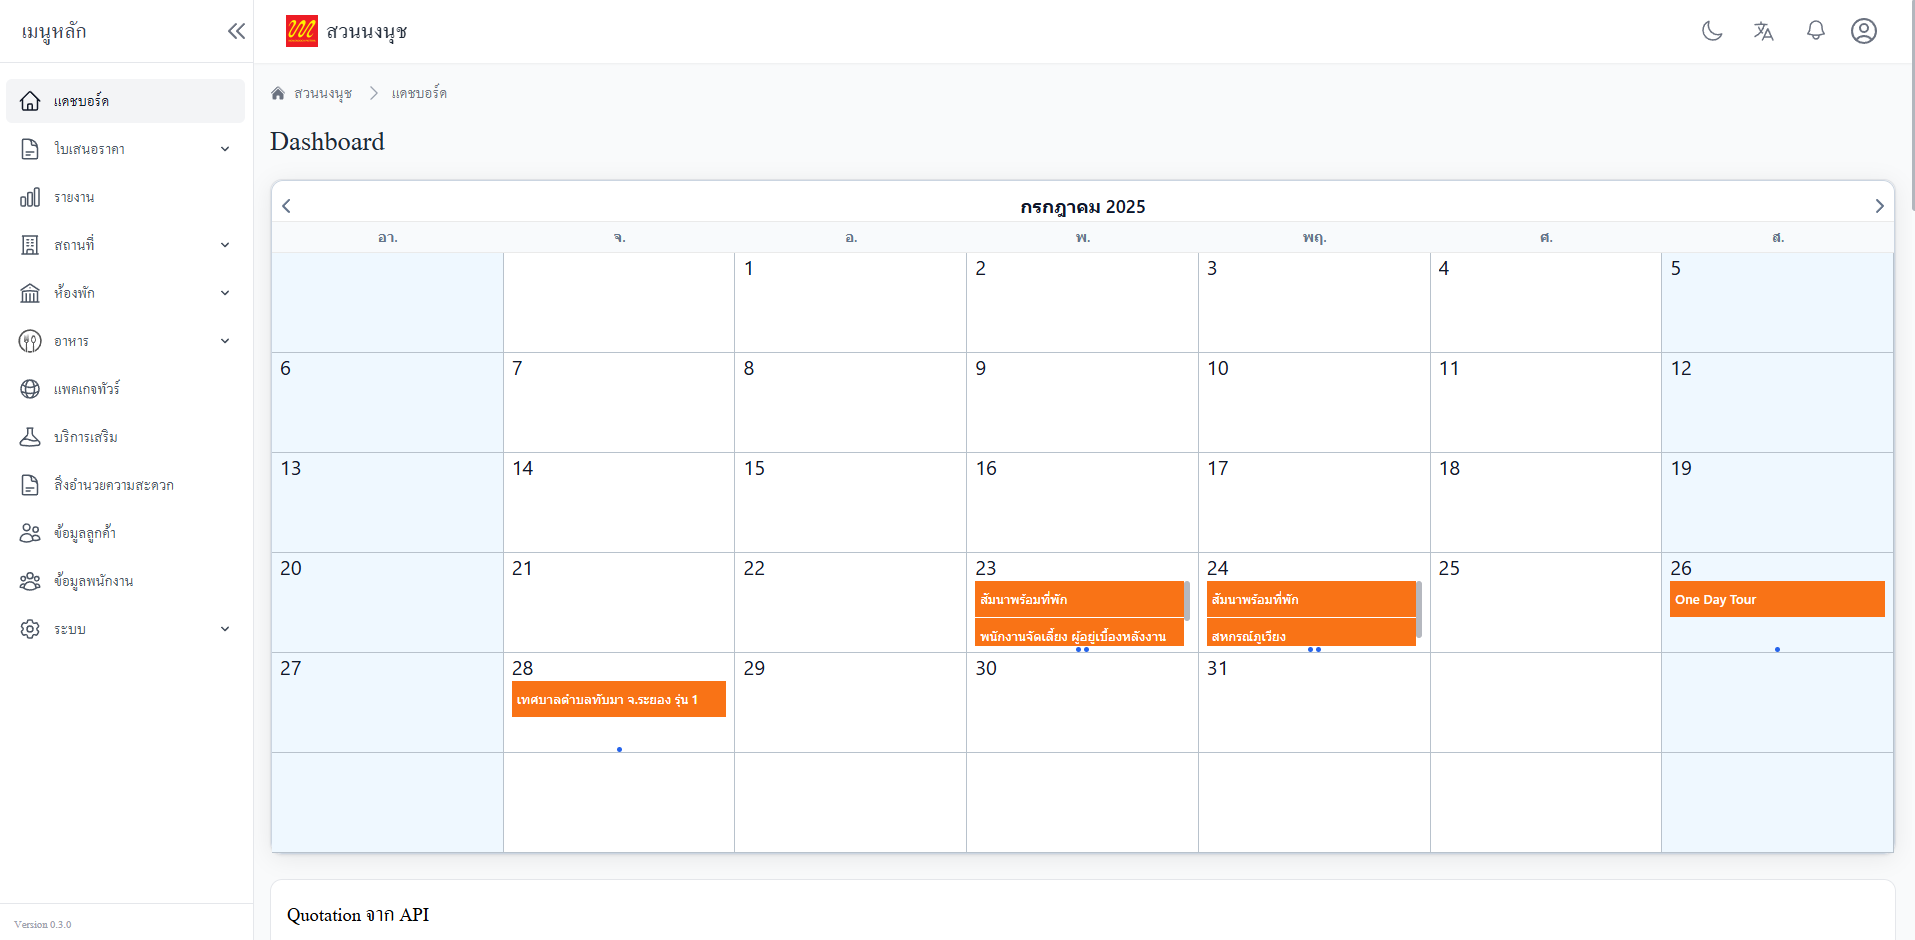 เมนูหลัก
สวนนงนุช
แดชบอร์ด
ใบเสนอราคา
รายงาน
สถานที่
ห้องพัก
อาหาร
แพคเกจทัวร์
บริการเสริม
สิ่งอำนวยความสะดวก
ข้อมูลลูกค้า
ข้อมูลพนักงาน
ระบบ
Version 0.3.0
สวนนงนุช แดชบอร์ด
Dashboard
กรกฎาคม 2025
อา. จ. อ. พ. พฤ. ศ. ส.
1 2 3 4 5
6 7 8 9 10 11 12
13 14 15 16 17 18 19
20 21 22 23 24 25 26
สัมนาพร้อมที่พัก สัมนาพร้อมที่พัก One Day Tour
พนักงานจัดเลี้ยง ผู้อยู่เบื้องหลังงาน สหกรณ์ภูเวียง
27 28 29 30 31
เทศบาลตำบลทับมา จ.ระยอง รุ่น 1
Quotation จาก API